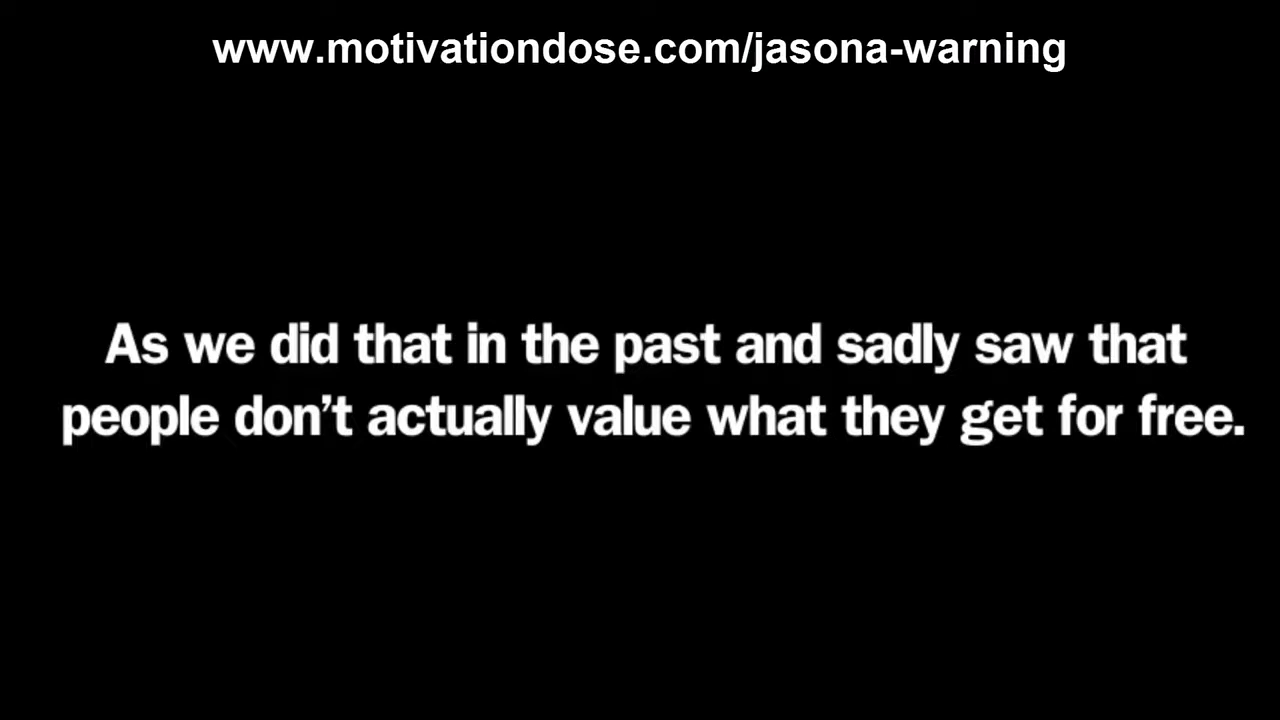 www.motivationdose.com/jasona-warning
As we did that in the past and sadly saw that
people don’t actually value what they get for free.